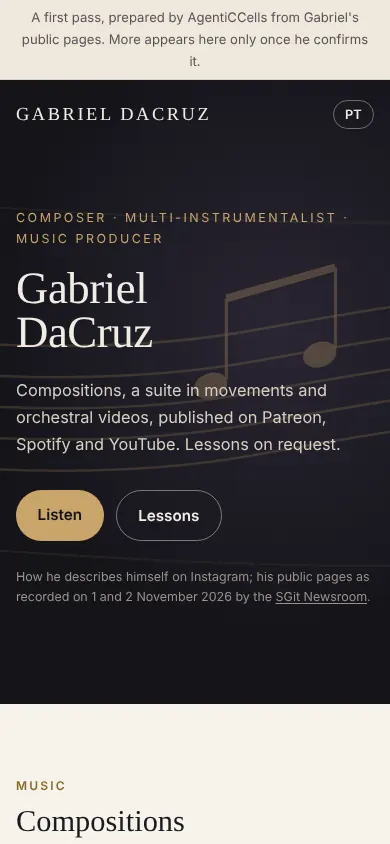 A first pass, prepared by AgentiCCells from Gabriel's
public pages. More appears here only once he confirms
it.
GABRIEL DACRUZ
PT
COMPOSER · MULTI-INSTRUMENTALIST ·
MUSIC PRODUCER
Gabriel
DaCruz
Compositions, a suite in movements and
orchestral videos, published on Patreon,
Spotify and YouTube. Lessons on request.
Listen
Lessons
How he describes himself on Instagram; his public pages as
recorded on 1 and 2 November 2026 by the SGit Newsroom.
MUSIC
Compositions